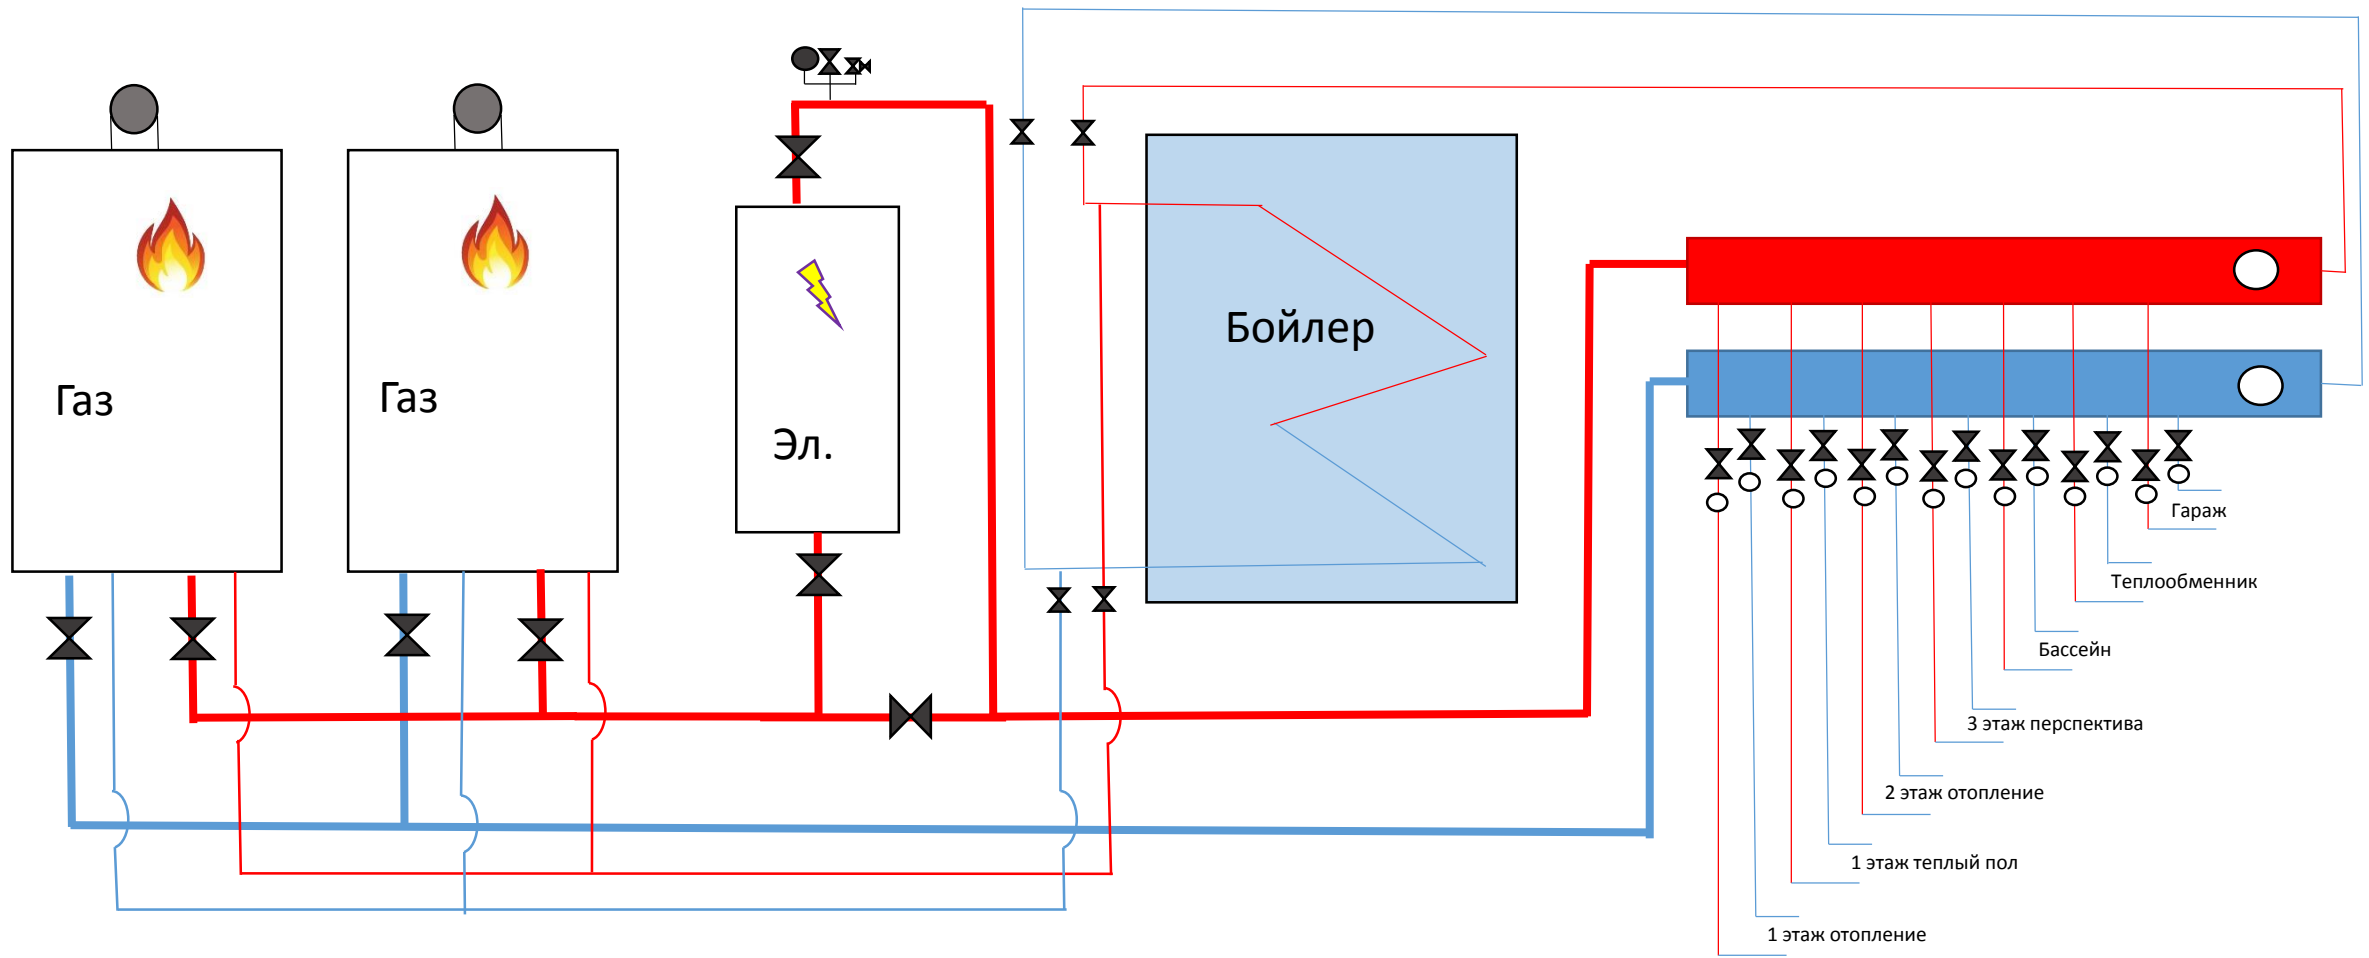 Газ
Газ
Эл.
Бойлер
Гараж
Теплообменник
Бассейн
3 этаж перспектива
2 этаж отопление
1 этаж теплый пол
1 этаж отопление